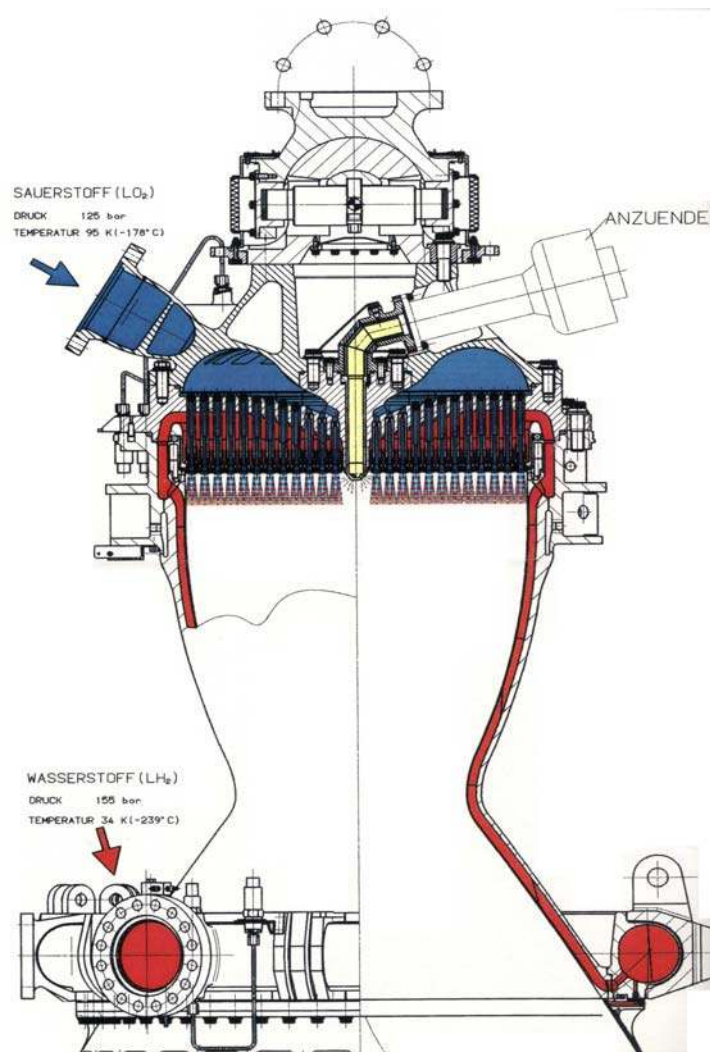 SAUERSTOFF (LO₂)
DRUCK 125 bar
TEMPERATUR 95 K (-178°C)
ANZUENDE
WASSERSTOFF (LH₂)
DRUCK 155 bar
TEMPERATUR 34 K (-239°C)